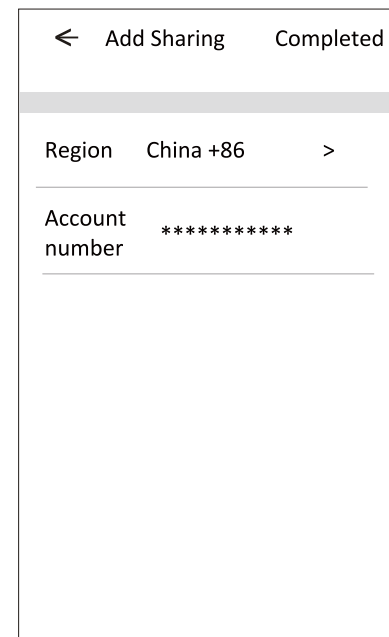 ← Add Sharing Completed
Region China +86 >
Account
number ***********